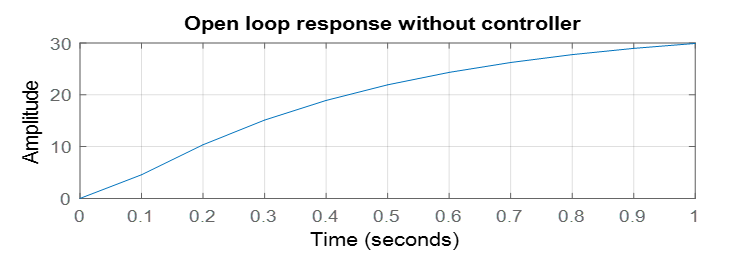 Open loop response without controller
Amplitude
30
20
10
0
0 0.1 0.2 0.3 0.4 0.5 0.6 0.7 0.8 0.9 1
Time (seconds)